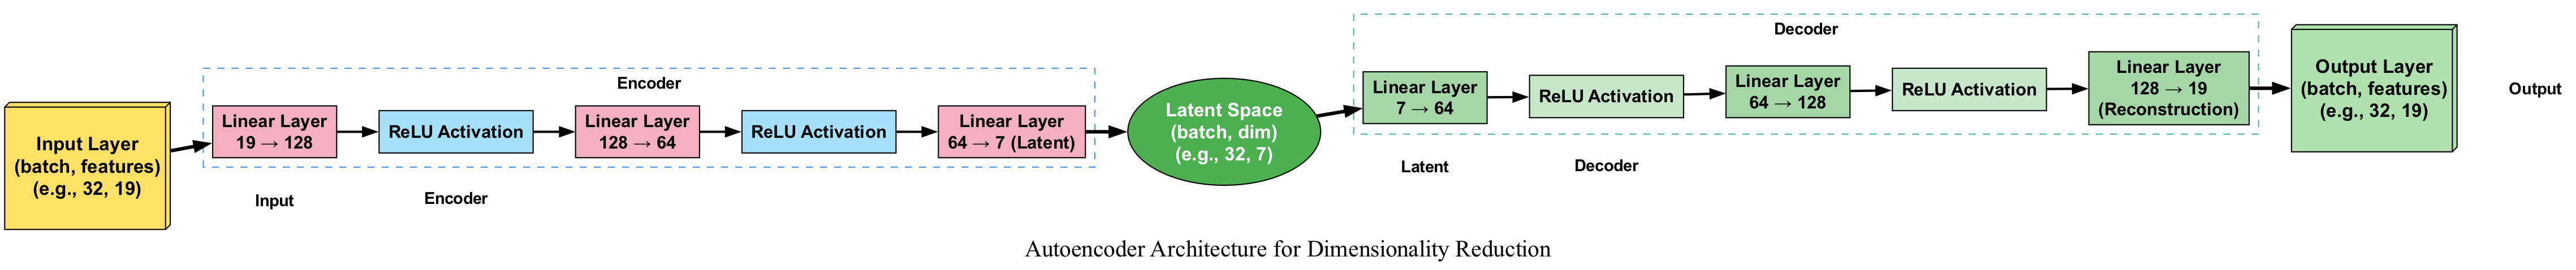 Input Layer
(batch, features)
(e.g., 32, 19)
Encoder
Linear Layer
19 → 128
ReLU Activation
Linear Layer
128 → 64
ReLU Activation
Linear Layer
64 → 7 (Latent)
Input
Encoder
Latent Space
(batch, dim)
(e.g., 32, 7)
Decoder
Linear Layer
7 → 64
ReLU Activation
Linear Layer
64 → 128
ReLU Activation
Linear Layer
128 → 19
(Reconstruction)
Latent
Decoder
Output Layer
(batch, features)
(e.g., 32, 19)
Output
Autoencoder Architecture for Dimensionality Reduction